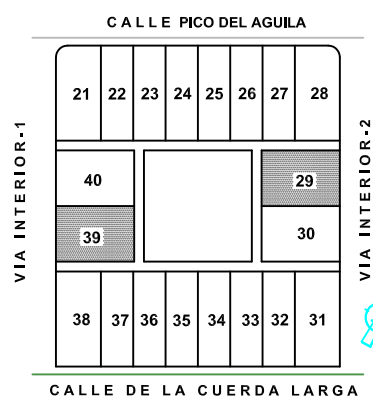 CALLE PICO DEL AGUILA
21 22 23 24 25 26 27 28
VIA INTERIOR-1
VIA INTERIOR-2
40
29
39
30
38 37 36 35 34 33 32 31
CALLE DE LA CUERDA LARGA